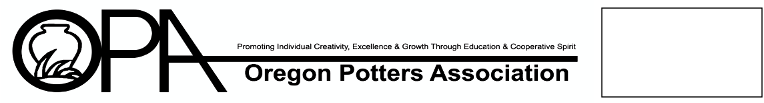 OPA
Promoting Individual Creativity, Excellence & Growth Through Education & Cooperative Spirit
Oregon Potters Association